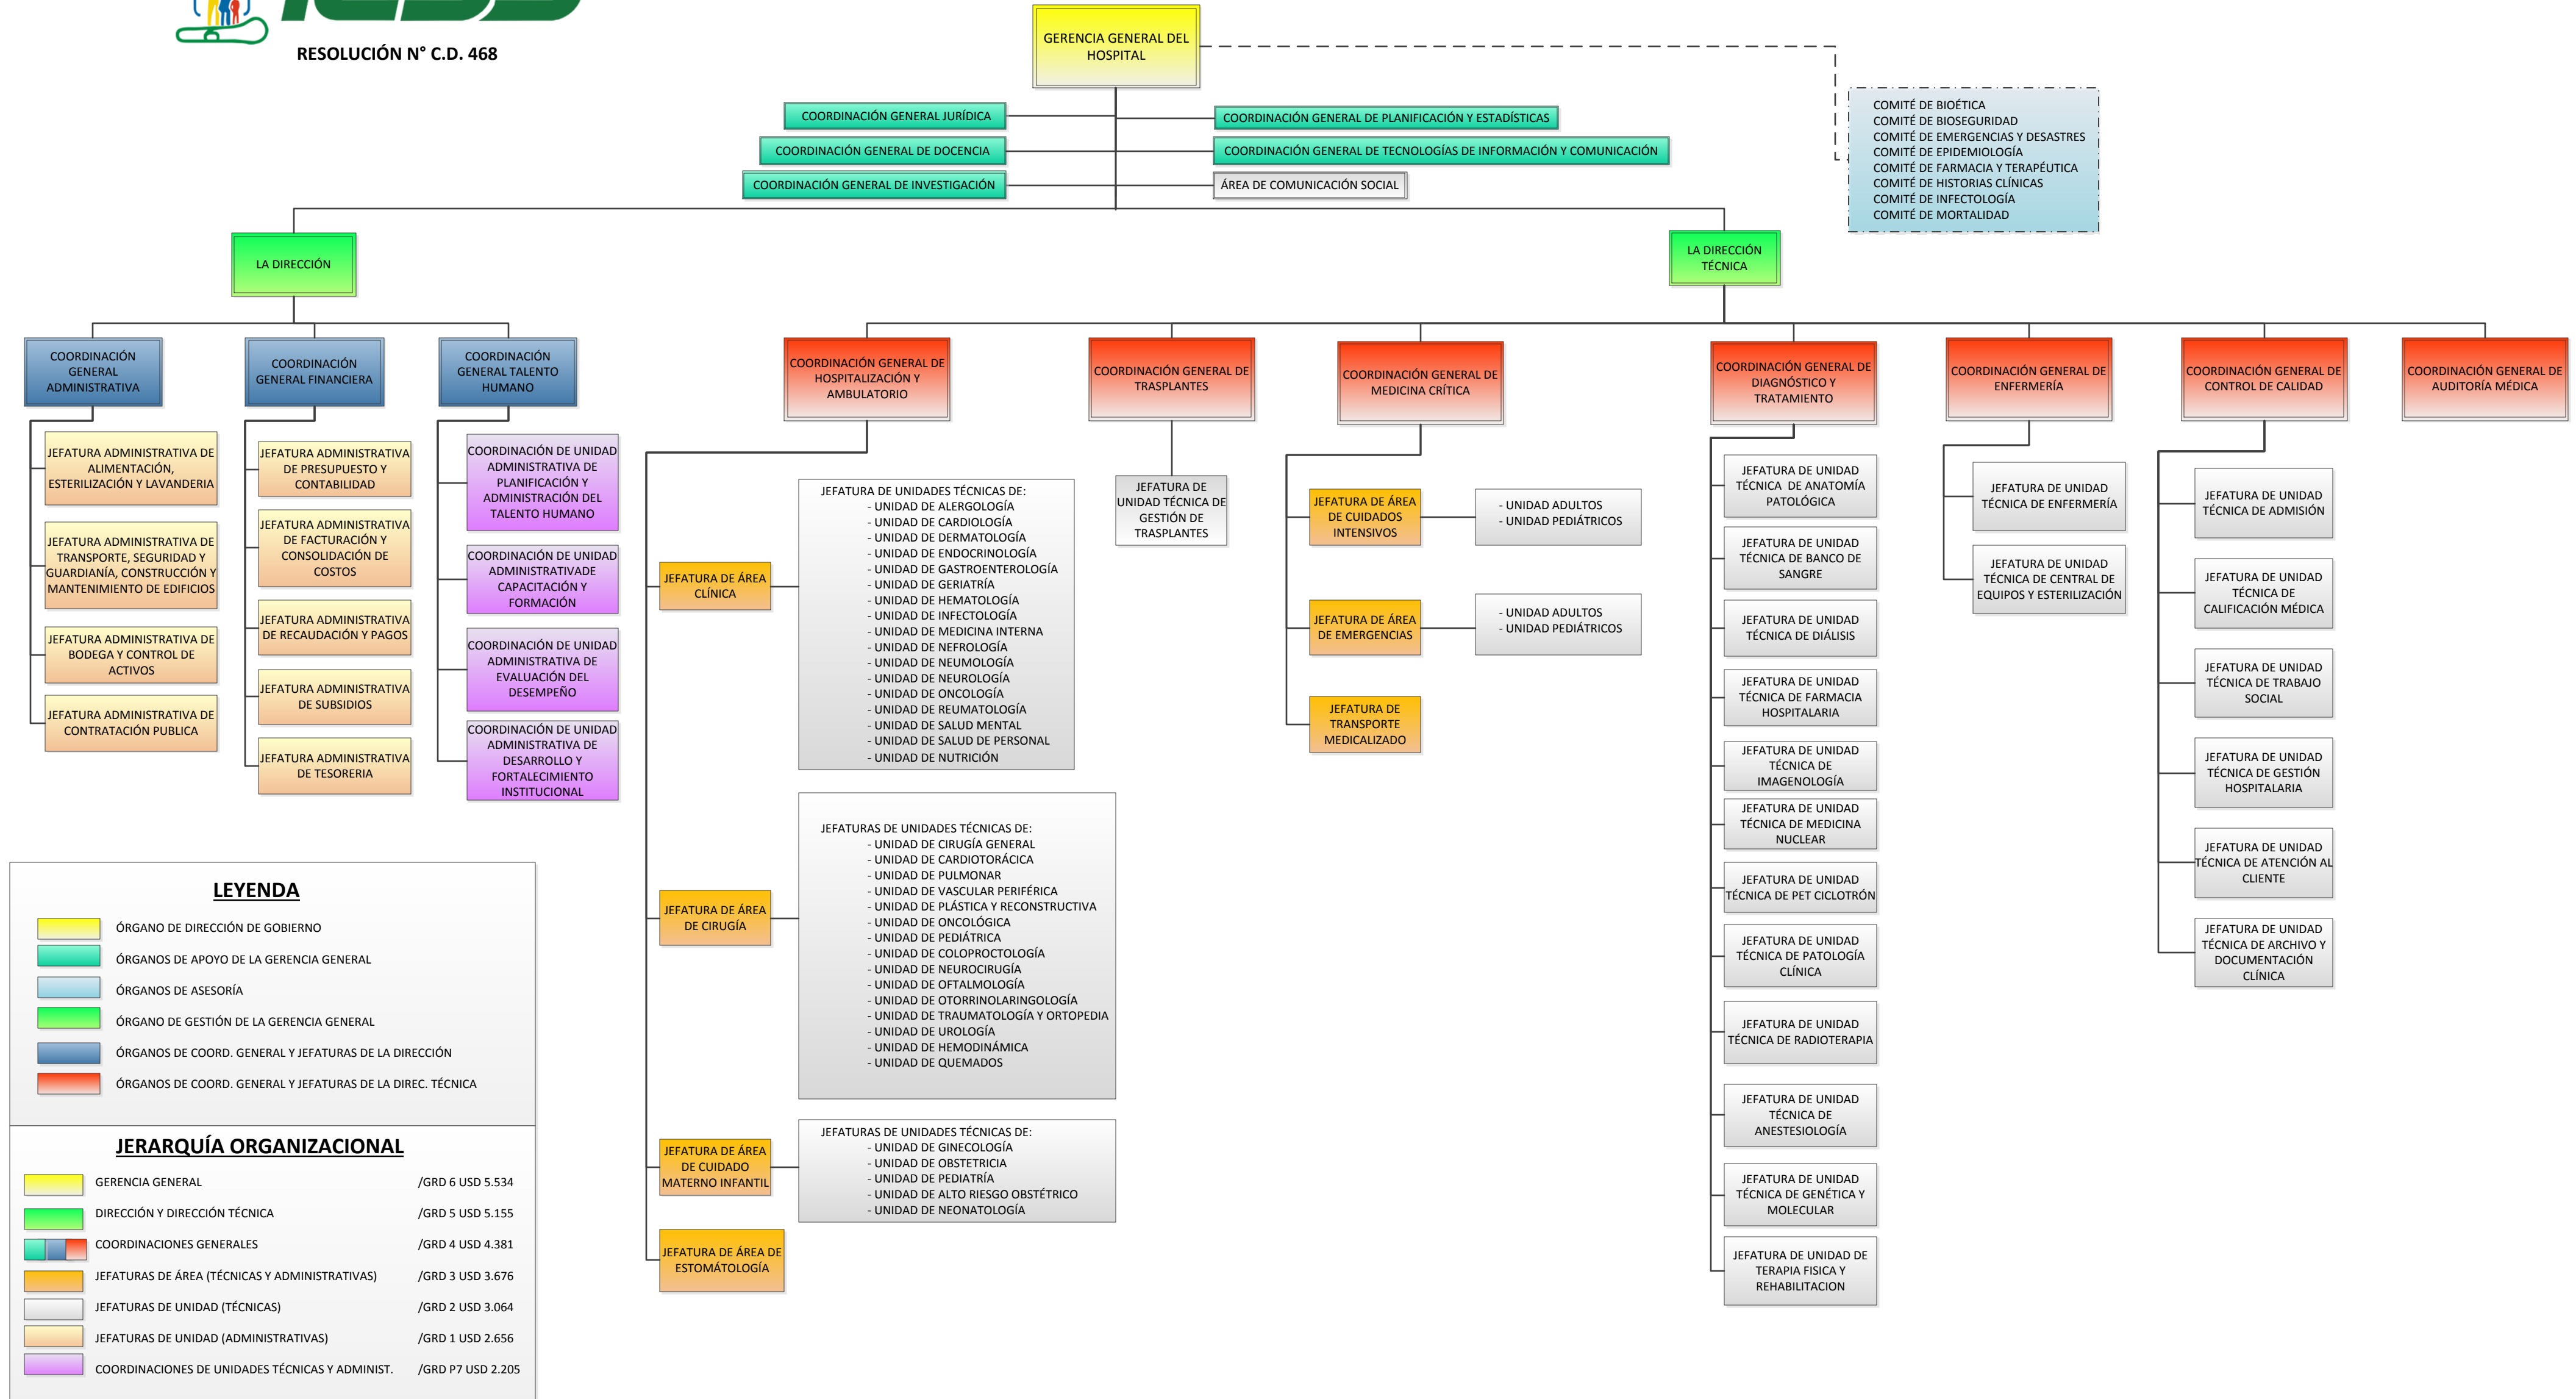 IESS
RESOLUCIÓN N° C.D. 468
GERENCIA GENERAL DEL
HOSPITAL
COORDINACIÓN GENERAL JURÍDICA
COORDINACIÓN GENERAL DE PLANIFICACIÓN Y ESTADÍSTICAS
COORDINACIÓN GENERAL DE DOCENCIA
COORDINACIÓN GENERAL DE TECNOLOGÍAS DE INFORMACIÓN Y COMUNICACIÓN
COORDINACIÓN GENERAL DE INVESTIGACIÓN
ÁREA DE COMUNICACIÓN SOCIAL
COMITÉ DE BIOÉTICA
COMITÉ DE BIOSEGURIDAD
COMITÉ DE EMERGENCIAS Y DESASTRES
COMITÉ DE EPIDEMIOLOGÍA
COMITÉ DE FARMACIA Y TERAPÉUTICA
COMITÉ DE HISTORIAS CLÍNICAS
COMITÉ DE INFECTOLOGÍA
COMITÉ DE MORTALIDAD
LA DIRECCIÓN
LA DIRECCIÓN
TÉCNICA
COORDINACIÓN
GENERAL
ADMINISTRATIVA
COORDINACIÓN
GENERAL FINANCIERA
COORDINACIÓN
GENERAL TALENTO
HUMANO
COORDINACIÓN GENERAL DE
HOSPITALIZACIÓN Y
AMBULATORIO
COORDINACIÓN GENERAL DE
TRASPLANTES
COORDINACIÓN GENERAL DE
MEDICINA CRÍTICA
COORDINACIÓN GENERAL DE
DIAGNÓSTICO Y
TRATAMIENTO
COORDINACIÓN GENERAL DE
ENFERMERÍA
COORDINACIÓN GENERAL DE
CONTROL DE CALIDAD
COORDINACIÓN GENERAL DE
AUDITORÍA MÉDICA
JEFATURA ADMINISTRATIVA DE
ALIMENTACIÓN,
ESTERILIZACIÓN Y LAVANDERIA
JEFATURA ADMINISTRATIVA DE
TRANSPORTE, SEGURIDAD Y
GUARDIANÍA, CONSTRUCCIÓN Y
MANTENIMIENTO DE EDIFICIOS
JEFATURA ADMINISTRATIVA DE
BODEGA Y CONTROL DE
ACTIVOS
JEFATURA ADMINISTRATIVA DE
CONTRATACIÓN PUBLICA
JEFATURA ADMINISTRATIVA
DE PRESUPUESTO Y
CONTABILIDAD
JEFATURA ADMINISTRATIVA
DE FACTURACIÓN Y
CONSOLIDACIÓN DE
COSTOS
JEFATURA ADMINISTRATIVA
DE RECAUDACIÓN Y PAGOS
JEFATURA ADMINISTRATIVA
DE SUBSIDIOS
JEFATURA ADMINISTRATIVA
DE TESORERIA
COORDINACIÓN DE UNIDAD
ADMINISTRATIVA DE
PLANIFICACIÓN Y
ADMINISTRACIÓN DEL
TALENTO HUMANO
COORDINACIÓN DE UNIDAD
ADMINISTRATIVADE
CAPACITACIÓN Y
FORMACIÓN
COORDINACIÓN DE UNIDAD
ADMINISTRATIVA DE
EVALUACIÓN DEL
DESEMPEÑO
COORDINACIÓN DE UNIDAD
ADMINISTRATIVA DE
DESARROLLO Y
FORTALECIMIENTO
INSTITUCIONAL
JEFATURA DE ÁREA
CLÍNICA
JEFATURA DE UNIDADES TÉCNICAS DE:
- UNIDAD DE ALERGOLOGÍA
- UNIDAD DE CARDIOLOGÍA
- UNIDAD DE DERMATOLOGÍA
- UNIDAD DE ENDOCRINOLOGÍA
- UNIDAD DE GASTROENTEROLOGÍA
- UNIDAD DE GERIATRÍA
- UNIDAD DE HEMATOLOGÍA
- UNIDAD DE INFECTOLOGÍA
- UNIDAD DE MEDICINA INTERNA
- UNIDAD DE NEFROLOGÍA
- UNIDAD DE NEUMOLOGÍA
- UNIDAD DE NEUROLOGÍA
- UNIDAD DE ONCOLOGÍA
- UNIDAD DE REUMATOLOGÍA
- UNIDAD DE SALUD MENTAL
- UNIDAD DE SALUD DE PERSONAL
- UNIDAD DE NUTRICIÓN
JEFATURA DE ÁREA
DE CIRUGÍA
JEFATURAS DE UNIDADES TÉCNICAS DE:
- UNIDAD DE CIRUGÍA GENERAL
- UNIDAD DE CARDIOTORÁCICA
- UNIDAD DE PULMONAR
- UNIDAD DE VASCULAR PERIFÉRICA
- UNIDAD DE PLÁSTICA Y RECONSTRUCTIVA
- UNIDAD DE ONCOLÓGICA
- UNIDAD DE PEDIÁTRICA
- UNIDAD DE COLOPROCTOLOGÍA
- UNIDAD DE NEUROCIRUGÍA
- UNIDAD DE OFTALMOLOGÍA
- UNIDAD DE OTORRINOLARINGOLOGÍA
- UNIDAD DE TRAUMATOLOGÍA Y ORTOPEDIA
- UNIDAD DE UROLOGÍA
- UNIDAD DE HEMODINÁMICA
- UNIDAD DE QUEMADOS
JEFATURA DE ÁREA
DE CUIDADO
MATERNO INFANTIL
JEFATURAS DE UNIDADES TÉCNICAS DE:
- UNIDAD DE GINECOLOGÍA
- UNIDAD DE OBSTETRICIA
- UNIDAD DE PEDIATRÍA
- UNIDAD DE ALTO RIESGO OBSTÉTRICO
- UNIDAD DE NEONATOLOGÍA
JEFATURA DE ÁREA DE
ESTOMÁTOLOGÍA
JEFATURA DE
UNIDAD TÉCNICA DE
GESTIÓN DE
TRASPLANTES
JEFATURA DE ÁREA
DE CUIDADOS
INTENSIVOS
- UNIDAD ADULTOS
- UNIDAD PEDIÁTRICOS
JEFATURA DE ÁREA
DE EMERGENCIAS
- UNIDAD ADULTOS
- UNIDAD PEDIÁTRICOS
JEFATURA DE
TRANSPORTE
MEDICALIZADO
JEFATURA DE UNIDAD
TÉCNICA DE ANATOMÍA
PATOLÓGICA
JEFATURA DE UNIDAD
TÉCNICA DE BANCO DE
SANGRE
JEFATURA DE UNIDAD
TÉCNICA DE DIÁLISIS
JEFATURA DE UNIDAD
TÉCNICA DE FARMACIA
HOSPITALARIA
JEFATURA DE UNIDAD
TÉCNICA DE
IMAGENOLOGÍA
JEFATURA DE UNIDAD
TÉCNICA DE MEDICINA
NUCLEAR
JEFATURA DE UNIDAD
TÉCNICA DE PET CICLOTRÓN
JEFATURA DE UNIDAD
TÉCNICA DE PATOLOGÍA
CLÍNICA
JEFATURA DE UNIDAD
TÉCNICA DE RADIOTERAPIA
JEFATURA DE UNIDAD
TÉCNICA DE
ANESTESIOLOGÍA
JEFATURA DE UNIDAD
TÉCNICA DE GENÉTICA Y
MOLECULAR
JEFATURA DE UNIDAD DE
TERAPIA FISICA Y
REHABILITACION
JEFATURA DE UNIDAD
TÉCNICA DE ENFERMERÍA
JEFATURA DE UNIDAD
TÉCNICA DE CENTRAL DE
EQUIPOS Y ESTERILIZACIÓN
JEFATURA DE UNIDAD
TÉCNICA DE ADMISIÓN
JEFATURA DE UNIDAD
TÉCNICA DE
CALIFICACIÓN MÉDICA
JEFATURA DE UNIDAD
TÉCNICA DE TRABAJO
SOCIAL
JEFATURA DE UNIDAD
TÉCNICA DE GESTIÓN
HOSPITALARIA
JEFATURA DE UNIDAD
TÉCNICA DE ATENCIÓN AL
CLIENTE
JEFATURA DE UNIDAD
TÉCNICA DE ARCHIVO Y
DOCUMENTACIÓN
CLÍNICA
LEYENDA
ÓRGANO DE DIRECCIÓN DE GOBIERNO
ÓRGANOS DE APOYO DE LA GERENCIA GENERAL
ÓRGANOS DE ASESORÍA
ÓRGANO DE GESTIÓN DE LA GERENCIA GENERAL
ÓRGANOS DE COORD. GENERAL Y JEFATURAS DE LA DIRECCIÓN
ÓRGANOS DE COORD. GENERAL Y JEFATURAS DE LA DIREC. TÉCNICA
JERARQUÍA ORGANIZACIONAL
GERENCIA GENERAL /GRD 6 USD 5.534
DIRECCIÓN Y DIRECCIÓN TÉCNICA /GRD 5 USD 5.155
COORDINACIONES GENERALES /GRD 4 USD 4.381
JEFATURAS DE ÁREA (TÉCNICAS Y ADMINISTRATIVAS) /GRD 3 USD 3.676
JEFATURAS DE UNIDAD (TÉCNICAS) /GRD 2 USD 3.064
JEFATURAS DE UNIDAD (ADMINISTRATIVAS) /GRD 1 USD 2.656
COORDINACIONES DE UNIDADES TÉCNICAS Y ADMINIST. /GRD P7 USD 2.205